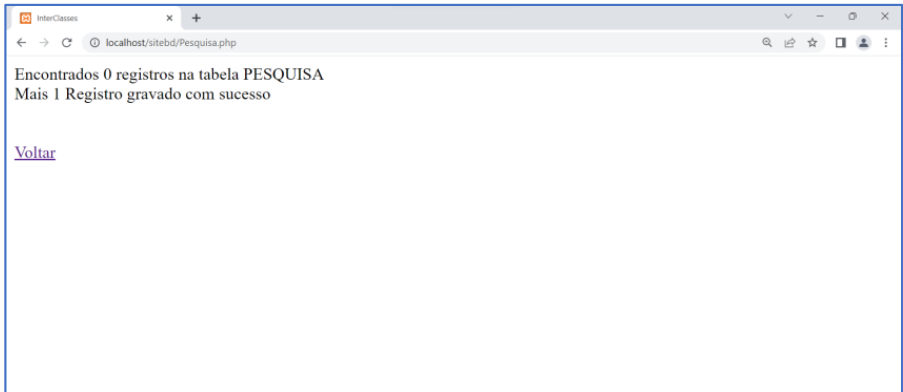 InterClasses
localhost/sitebd/Pesquisa.php
Encontrados 0 registros na tabela PESQUISA
Mais 1 Registro gravado com sucesso
Voltar